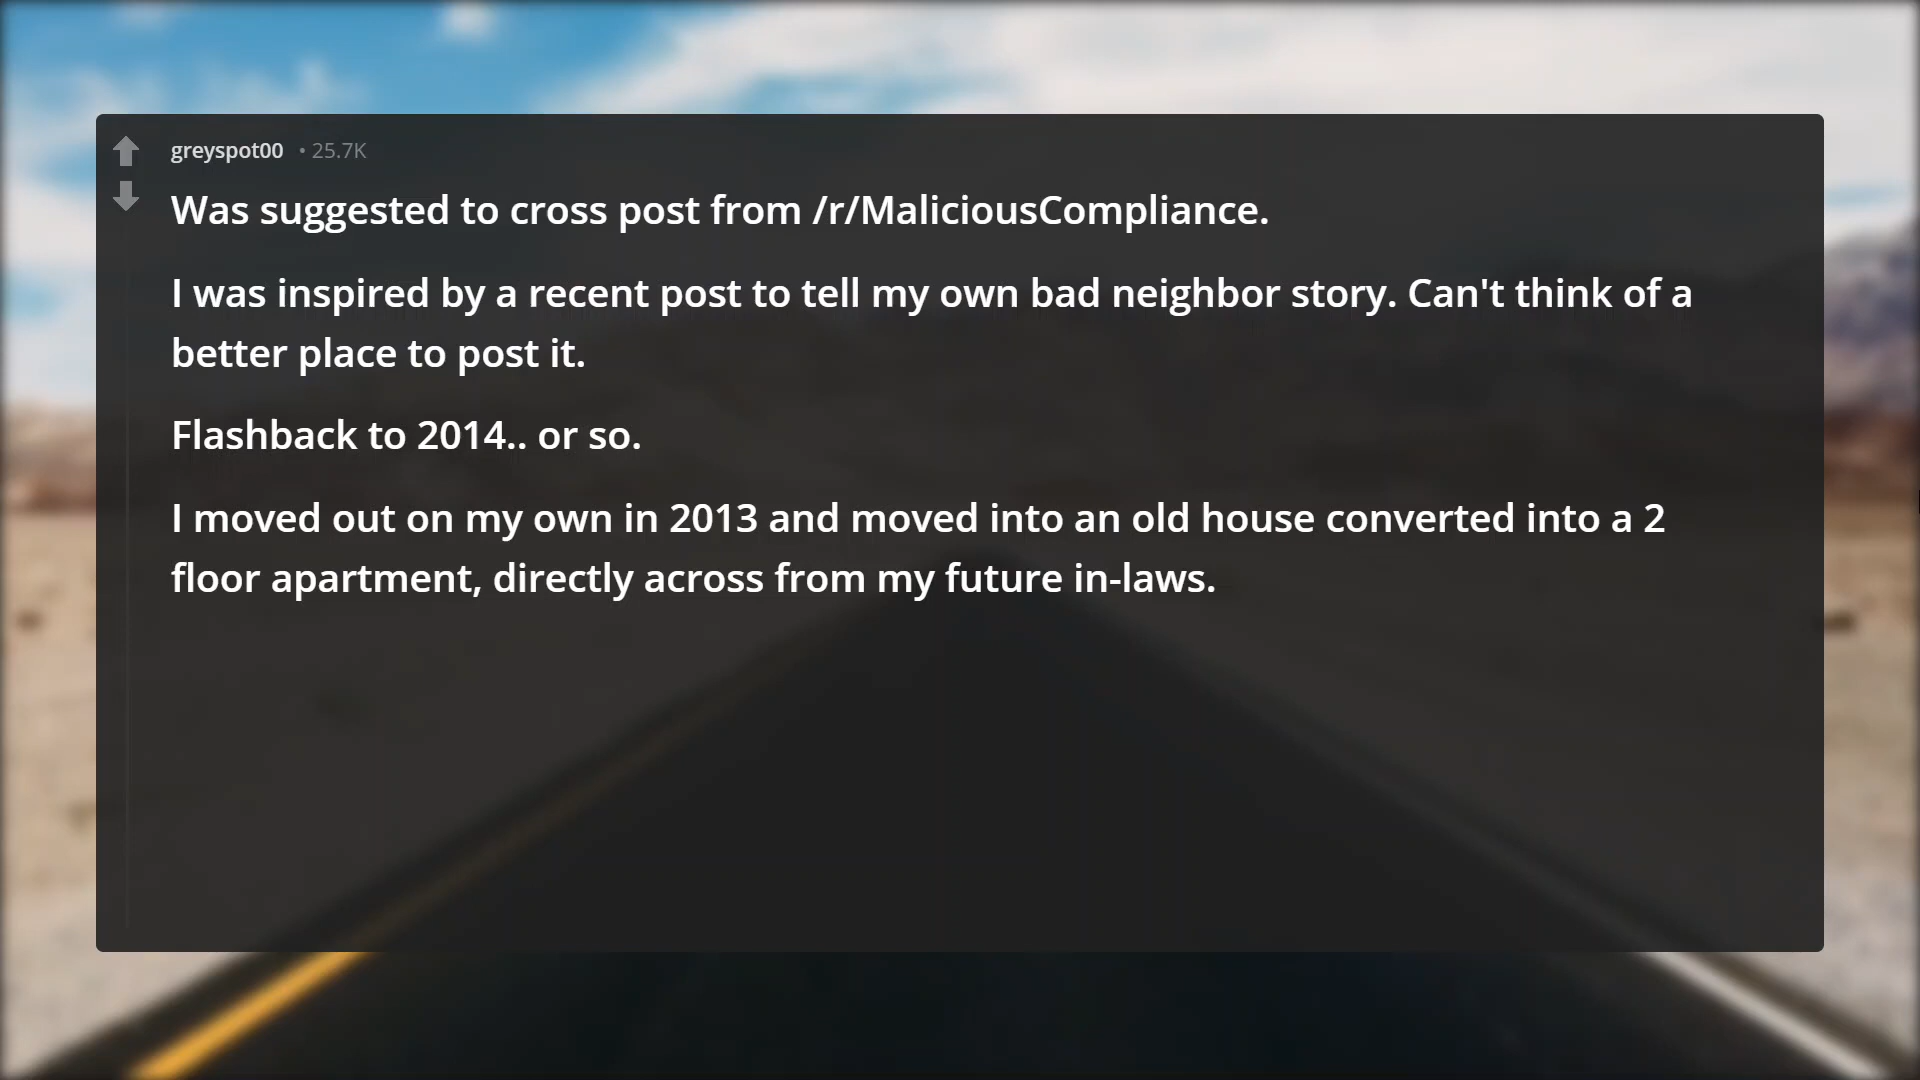 greyspot00 • 25.7K
Was suggested to cross post from /r/MaliciousCompliance.
I was inspired by a recent post to tell my own bad neighbor story. Can't think of a
better place to post it.
Flashback to 2014.. or so.
I moved out on my own in 2013 and moved into an old house converted into a 2
floor apartment, directly across from my future in-laws.